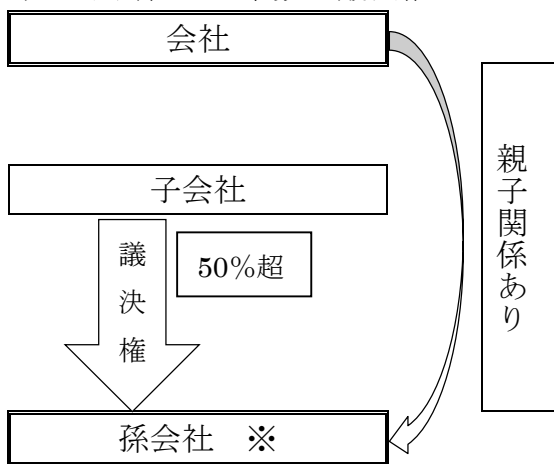 会社
子会社
議決権
50%超
親子関係あり
孫会社 ※